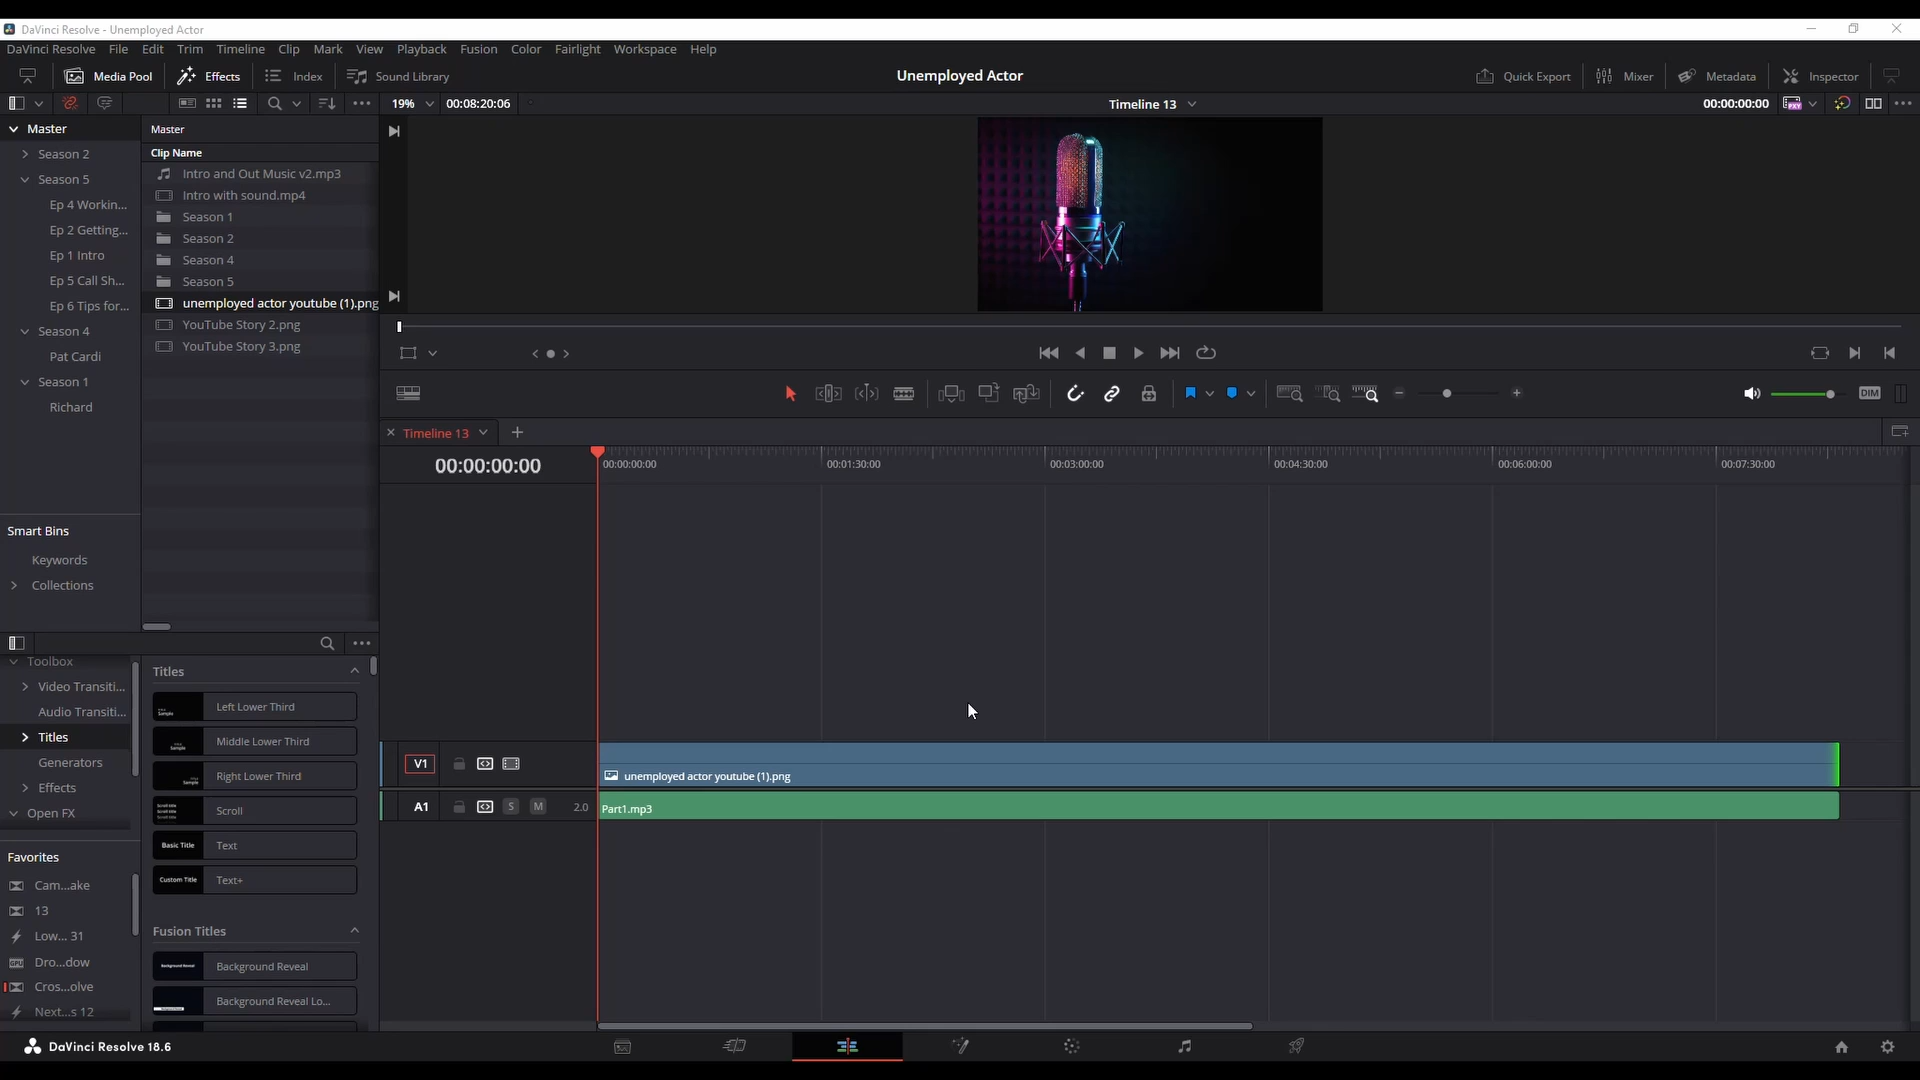 DaVinci Resolve - Unemployed Actor
DaVinci Resolve File Edit Trim Timeline Clip Mark View Playback Fusion Color Fairlight Workspace Help
Media Pool Effects Index Sound Library Unemployed Actor Quick Export Mixer Metadata Inspector
19% 00:08:20:06 Timeline 13 00:00:00:00
Master
Season 2
Season 5
Ep 4 Workin...
Ep 2 Getting...
Ep 1 Intro
Ep 5 Call Sh...
Ep 6 Tips for...
Season 4
Pat Cardi
Season 1
Richard
Smart Bins
Keywords
Collections
Master
Clip Name
Intro and Out Music v2.mp3
Intro with sound.mp4
Season 1
Season 2
Season 4
Season 5
unemployed actor youtube (1).png
YouTube Story 2.png
YouTube Story 3.png
DIM
Timeline 13
00:00:00:00
00:00:00:00 00:01:30:00 00:03:00:00 00:04:30:00 00:06:00:00 00:07:30:00
V1
unemployed actor youtube (1).png
A1 S M 2.0 Part1.mp3
Toolbox
Video Transiti...
Audio Transiti...
Titles
Generators
Effects
Open FX
Favorites
Cam...ake
13
Low... 31
Dro...dow
Cros...olve
Next...s 12
Titles
Left Lower Third
Middle Lower Third
Right Lower Third
Scroll
Basic Title Text
Custom Title Text+
Fusion Titles
Background Reveal
Background Reveal Lo...
DaVinci Resolve 18.6